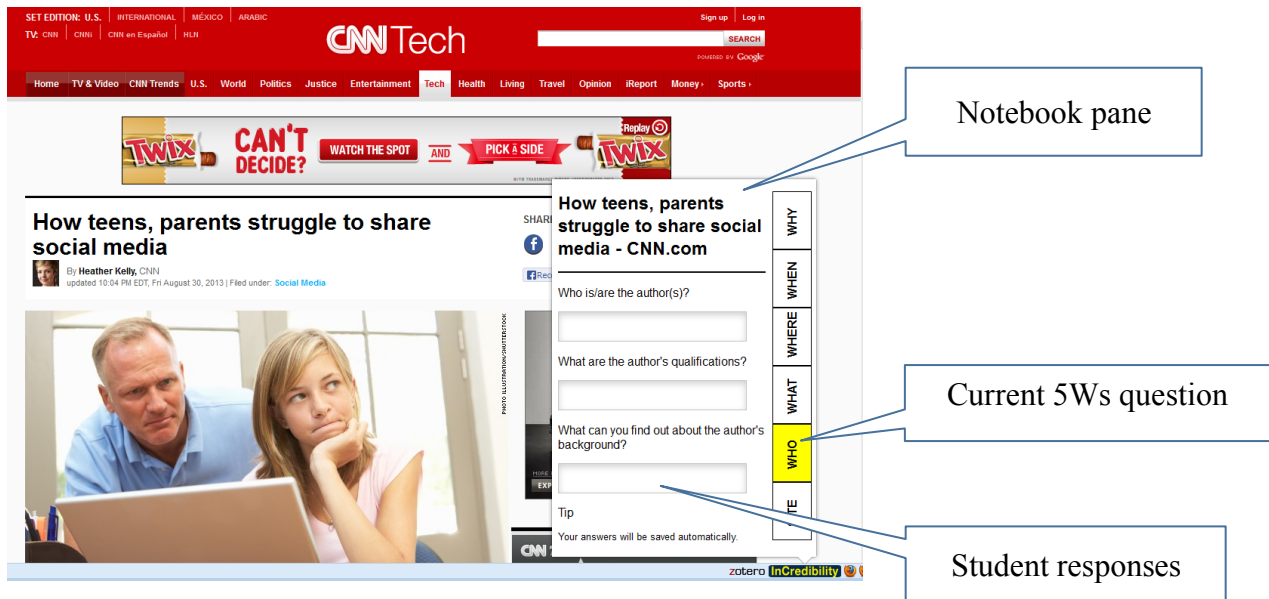 SET EDITION: U.S. INTERNATIONAL MÉXICO ARABIC
TV: CNN CNNi CNN en Español HLN
CNN Tech
Sign up Log in
SEARCH
POWERED BY Google
Home TV & Video CNN Trends U.S. World Politics Justice Entertainment Tech Health Living Travel Opinion iReport Money Sports
TWIX
CAN'T
DECIDE?
WATCH THE SPOT AND PICK A SIDE
Replay
TWIX
How teens, parents struggle to share
social media
By Heather Kelly, CNN
updated 10:04 PM EDT, Fri August 30, 2013 | Filed under: Social Media
SHARE
f
PHOTO ILLUSTRATION/SHUTTERSTOCK
CNN
How teens, parents
struggle to share social
media - CNN.com
Who is/are the author(s)?
What are the author's qualifications?
What can you find out about the author's
background?
Tip
Your answers will be saved automatically.
WHY
WHEN
WHERE
WHAT
WHO
zotero InCredibility
Notebook pane
Current 5Ws question
Student responses